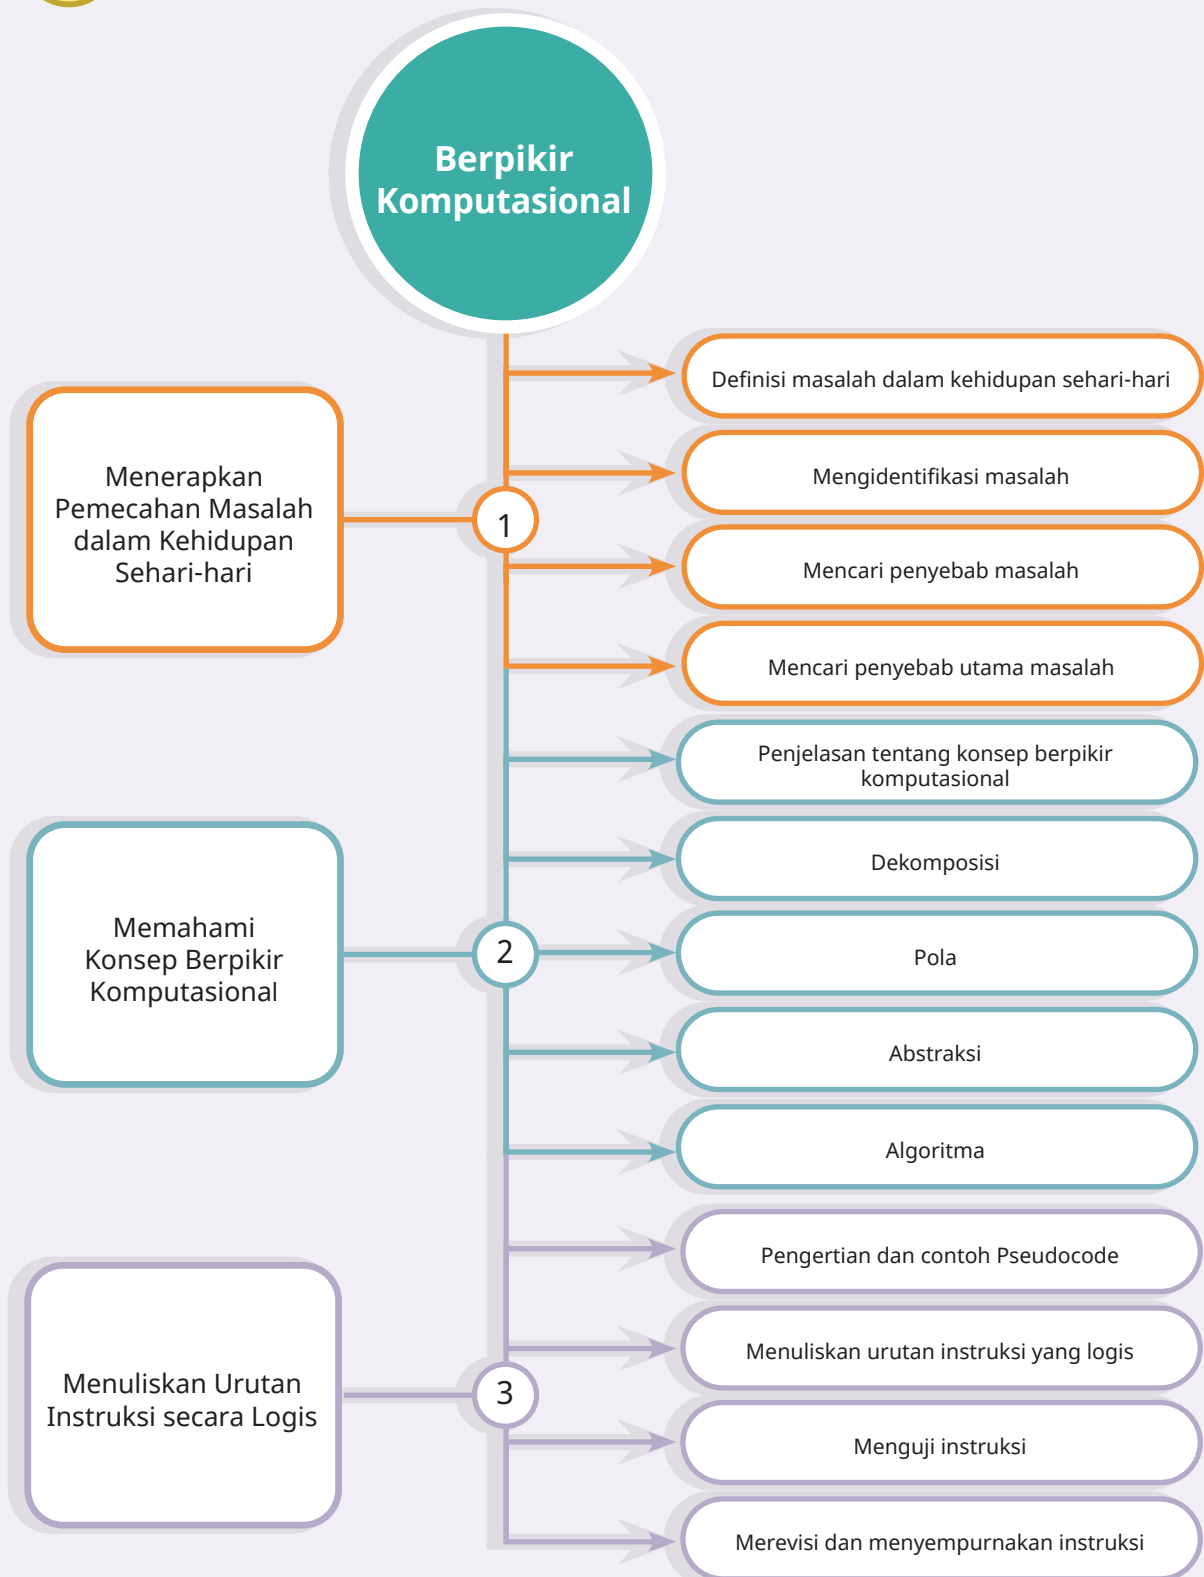 Berpikir
Komputasional
Menerapkan
Pemecahan Masalah
dalam Kehidupan
Sehari-hari
1
Definisi masalah dalam kehidupan sehari-hari
Mengidentifikasi masalah
Mencari penyebab masalah
Mencari penyebab utama masalah
Memahami
Konsep Berpikir
Komputasional
2
Penjelasan tentang konsep berpikir
komputasional
Dekomposisi
Pola
Abstraksi
Algoritma
Menuliskan Urutan
Instruksi secara Logis
3
Pengertian dan contoh Pseudocode
Menuliskan urutan instruksi yang logis
Menguji instruksi
Merevisi dan menyempurnakan instruksi